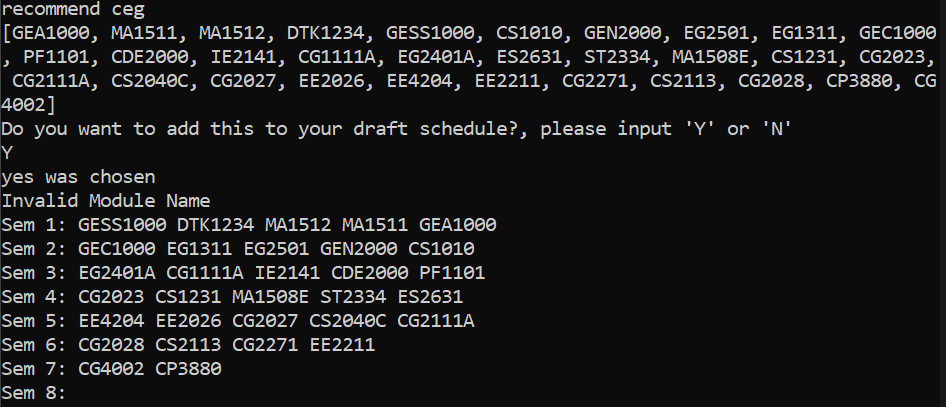 recommend ceg
[GEA1000, MA1511, MA1512, DTK1234, GESS1000, CS1010, GEN2000, EG2501, EG1311, GEC1000
, PF1101, CDE2000, IE2141, CG1111A, EG2401A, ES2631, ST2334, MA1508E, CS1231, CG2023,
 CG2111A, CS2040C, CG2027, EE2026, EE4204, EE2211, CG2271, CS2113, CG2028, CP3880, CG
4002]
Do you want to add this to your draft schedule?, please input 'Y' or 'N'
Y
yes was chosen
Invalid Module Name
Sem 1: GESS1000 DTK1234 MA1512 MA1511 GEA1000
Sem 2: GEC1000 EG1311 EG2501 GEN2000 CS1010
Sem 3: EG2401A CG1111A IE2141 CDE2000 PF1101
Sem 4: CG2023 CS1231 MA1508E ST2334 ES2631
Sem 5: EE4204 EE2026 CG2027 CS2040C CG2111A
Sem 6: CG2028 CS2113 CG2271 EE2211
Sem 7: CG4002 CP3880
Sem 8: